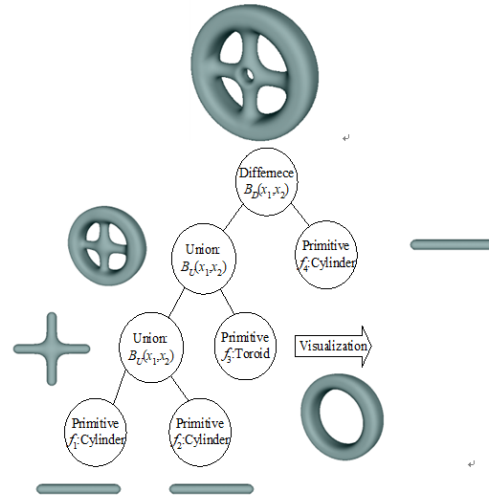 Differnece
B_D(x₁,x₂)
Union:
B_U(x₁,x₂)
Primitive
f₄:Cylinder
Union:
B_U(x₁,x₂)
Primitive
f₃:Toroid
Visualization
Primitive
f₁:Cylinder
Primitive
f₂:Cylinder